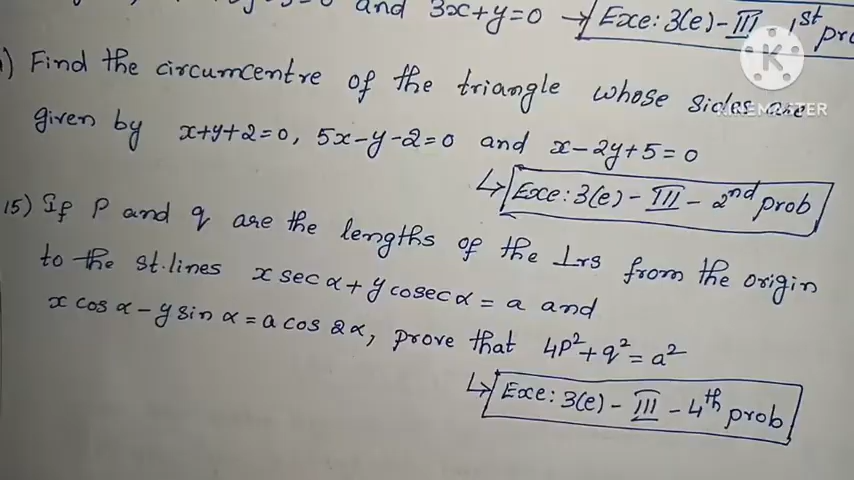 and 3x+y=0 → Exe: 3(e) - III 1st pro
) Find the circumcentre of the triangle whose sides are
given by x+y+2=0, 5x-y-2=0 and x-2y+5=0
↳ Exe: 3(e) - III - 2nd prob
15) If P and q are the lengths of the ⊥rs from the origin
to the st.lines x sec α + y cosec α = a and
x cos α - y sin α = a cos 2α, prove that 4P² + q² = a²
↳ Exe: 3(e) - III - 4th prob
K
KINEMASTER